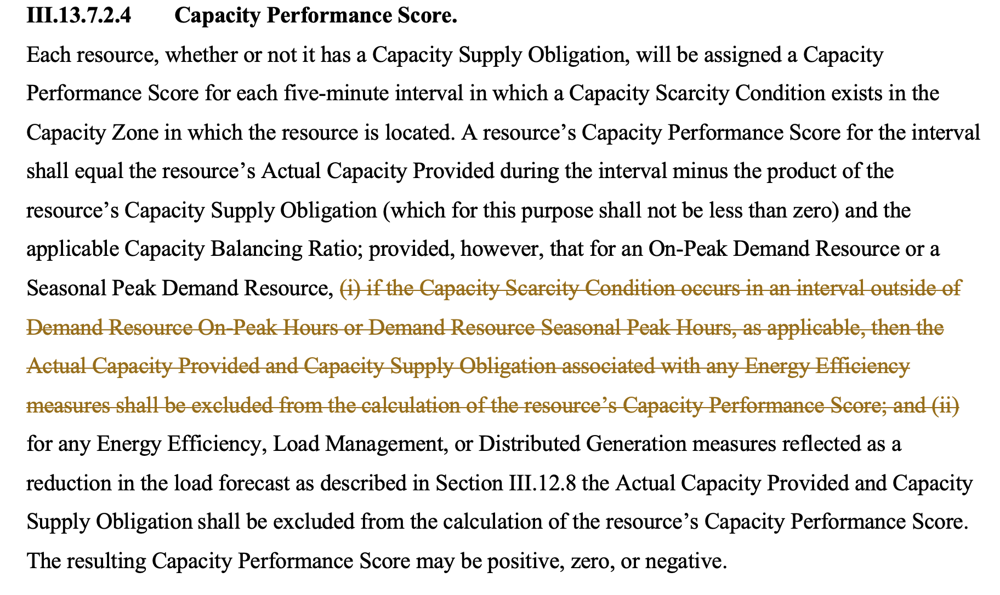 III.13.7.2.4 Capacity Performance Score.
Each resource, whether or not it has a Capacity Supply Obligation, will be assigned a Capacity
Performance Score for each five-minute interval in which a Capacity Scarcity Condition exists in the
Capacity Zone in which the resource is located. A resource’s Capacity Performance Score for the interval
shall equal the resource’s Actual Capacity Provided during the interval minus the product of the
resource’s Capacity Supply Obligation (which for this purpose shall not be less than zero) and the
applicable Capacity Balancing Ratio; provided, however, that for an On-Peak Demand Resource or a
Seasonal Peak Demand Resource, (i) if the Capacity Scarcity Condition occurs in an interval outside of
Demand Resource On-Peak Hours or Demand Resource Seasonal Peak Hours, as applicable, then the
Actual Capacity Provided and Capacity Supply Obligation associated with any Energy Efficiency
measures shall be excluded from the calculation of the resource’s Capacity Performance Score; and (ii)
for any Energy Efficiency, Load Management, or Distributed Generation measures reflected as a
reduction in the load forecast as described in Section III.12.8 the Actual Capacity Provided and Capacity
Supply Obligation shall be excluded from the calculation of the resource’s Capacity Performance Score.
The resulting Capacity Performance Score may be positive, zero, or negative.